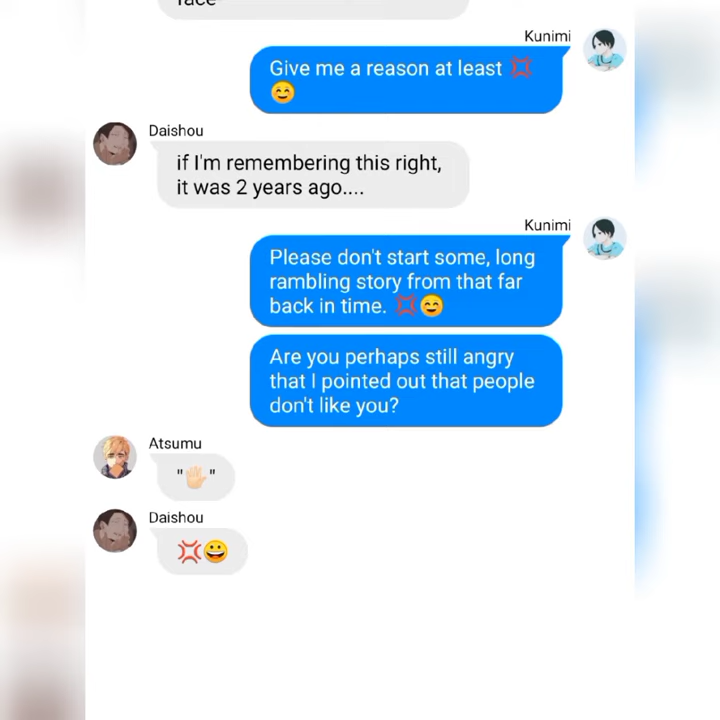 face
Kunimi
Give me a reason at least 💢
😊
Daishou
if I'm remembering this right,
it was 2 years ago....
Kunimi
Please don't start some, long
rambling story from that far
back in time. 💢😊
Are you perhaps still angry
that I pointed out that people
don't like you?
Atsumu
"🖐🏻"
Daishou
💢😀